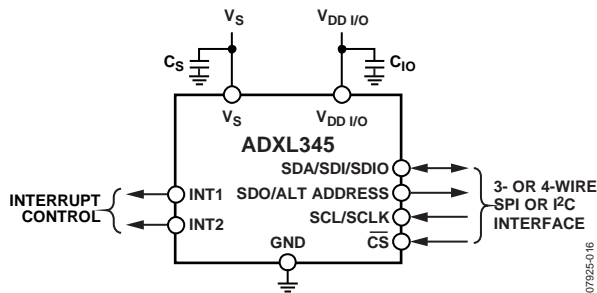 VS
VDD I/O
CS
CIO
VS
VDD I/O
ADXL345
SDA/SDI/SDIO
SDO/ALT ADDRESS
SCL/SCLK
CS
INT1
INT2
GND
INTERRUPT
CONTROL
3- OR 4-WIRE
SPI OR I2C
INTERFACE
07925-016